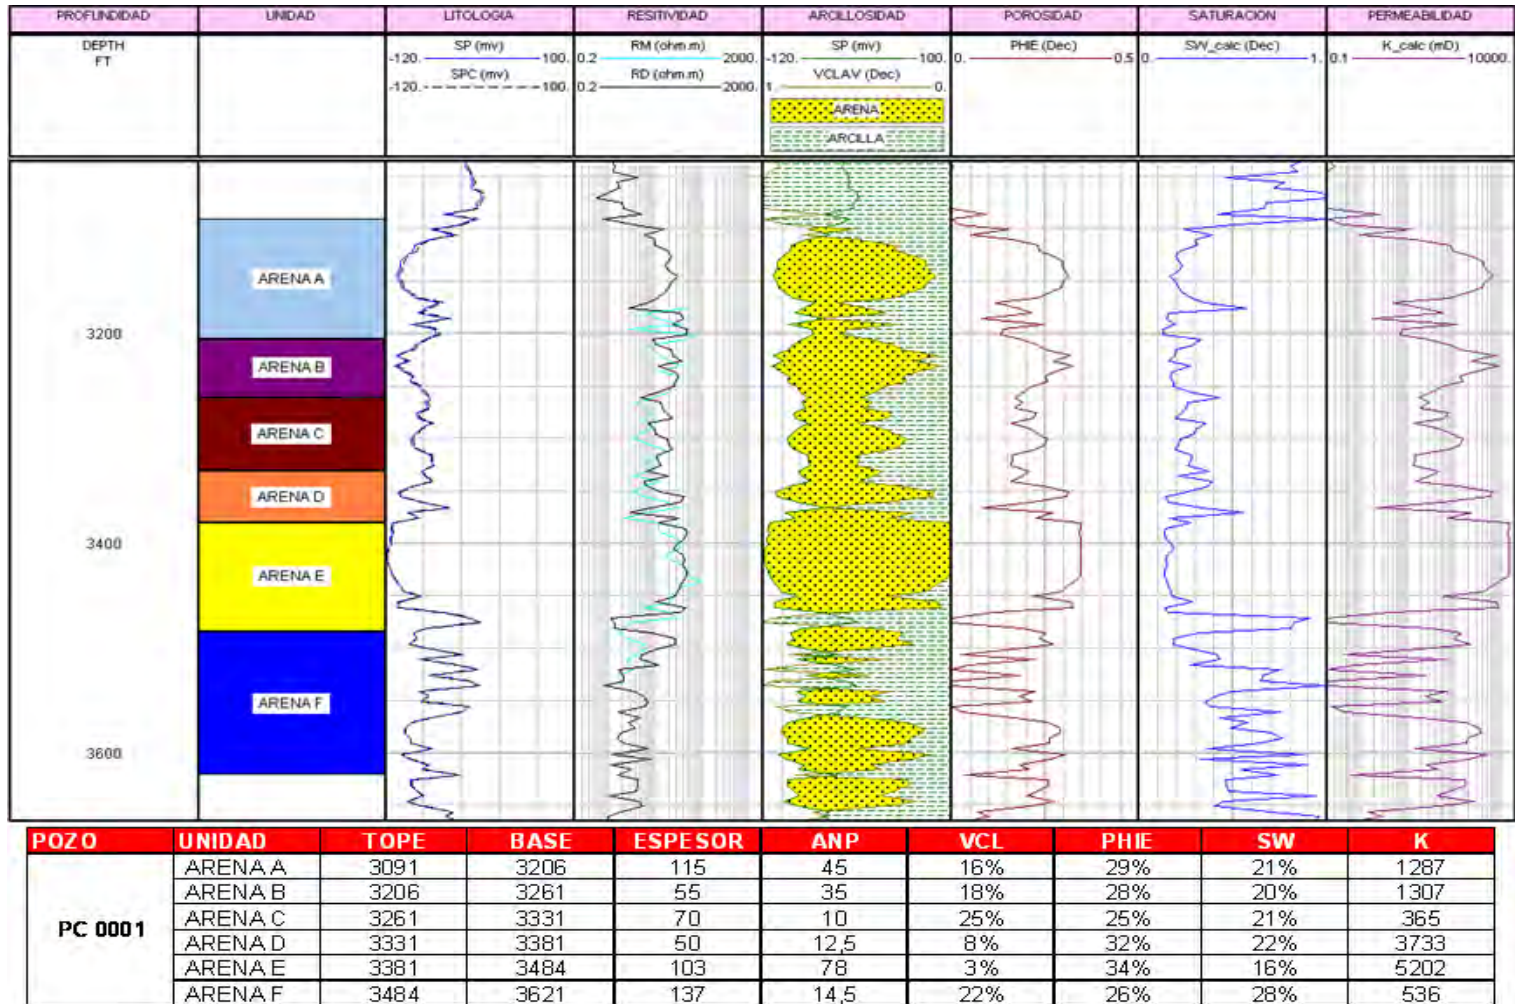 PROFUNDIDAD UNIDAD LITOLOGIA RESITIVIDAD ARCILLOSIDAD POROSIDAD SATURACION PERMEABILIDAD
DEPTH SP (mv) RM (ohm.m) SP (mv) PHIE (Dec) SW_calc (Dec) K_calc (mD)
FT -120. 100. 0.2 2000. -120. 100. 0. 0.5 0. 1. 0.1 10000.
SPC (mv) RD (ohm.m) VCLAV (Dec)
-120. 100. 0.2 2000. 1. 0.
ARENA
ARCILLA
ARENA A
3200
ARENA B
ARENA C
ARENA D
3400
ARENA E
ARENA F
3600
POZO UNIDAD TOPE BASE ESPESOR ANP VCL PHIE SW K
ARENA A 3091 3206 115 45 16% 29% 21% 1287
ARENA B 3206 3261 55 35 18% 28% 20% 1307
PC 0001 ARENA C 3261 3331 70 10 25% 25% 21% 365
ARENA D 3331 3381 50 12,5 8% 32% 22% 3733
ARENA E 3381 3484 103 78 3% 34% 16% 5202
ARENA F 3484 3621 137 14,5 22% 26% 28% 536